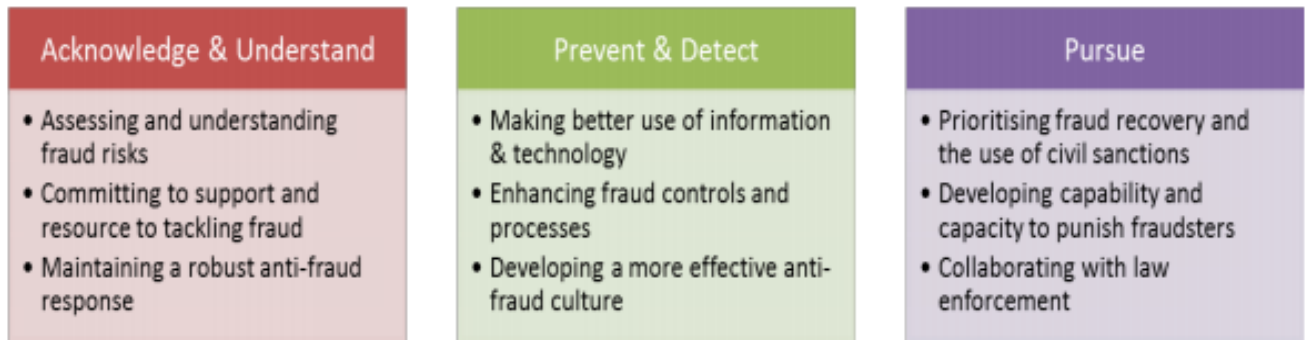 Acknowledge & Understand
• Assessing and understanding
fraud risks
• Committing to support and
resource to tackling fraud
• Maintaining a robust anti-fraud
response
Prevent & Detect
• Making better use of information
& technology
• Enhancing fraud controls and
processes
• Developing a more effective anti-
fraud culture
Pursue
• Prioritising fraud recovery and
the use of civil sanctions
• Developing capability and
capacity to punish fraudsters
• Collaborating with law
enforcement